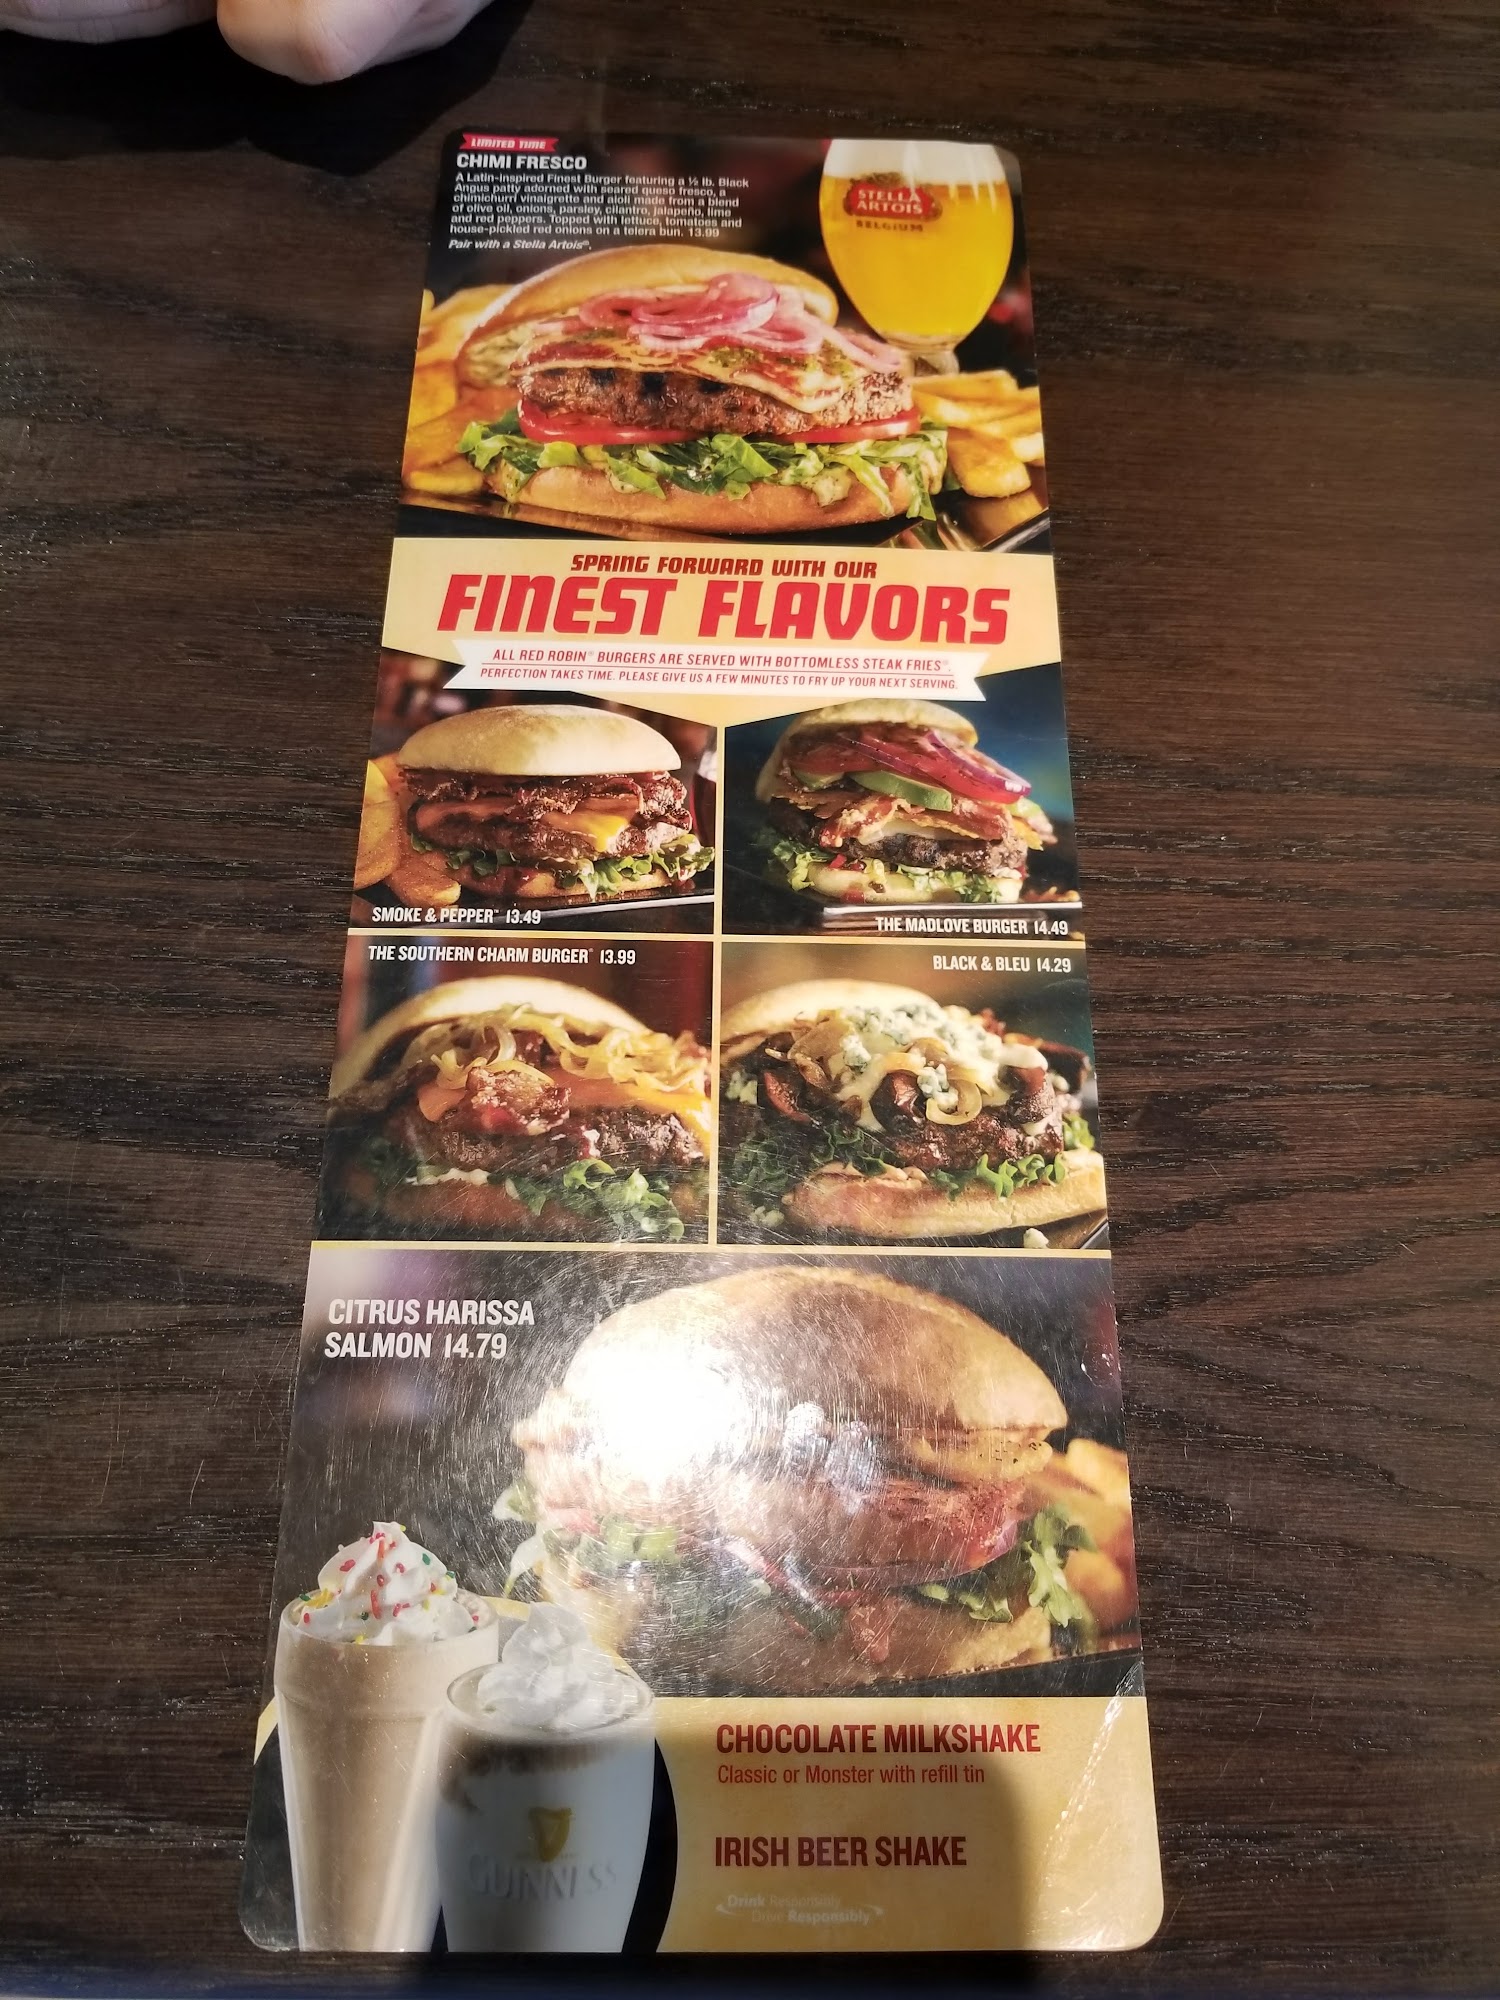 LIMITED TIME
CHIMI FRESCO
A Latin-inspired Finest Burger featuring a ½ lb. Black
Angus patty adorned with seared queso fresco, a
chimichurri vinaigrette and aioli made from a blend
of olive oil, onions, parsley, cilantro, jalapeño, lime
and red peppers. Topped with lettuce, tomatoes and
house-pickled red onions on a telera bun. 13.99
Pair with a Stella Artois®.
STELLA
ARTOIS
BELGIUM
SPRING FORWARD WITH OUR
FINEST FLAVORS
ALL RED ROBIN® BURGERS ARE SERVED WITH BOTTOMLESS STEAK FRIES®.
PERFECTION TAKES TIME. PLEASE GIVE US A FEW MINUTES TO FRY UP YOUR NEXT SERVING.
SMOKE & PEPPER™ 13.49
THE MADLOVE BURGER 14.49
THE SOUTHERN CHARM BURGER® 13.99
BLACK & BLEU 14.29
CITRUS HARISSA
SALMON 14.79
CHOCOLATE MILKSHAKE
Classic or Monster with refill tin
IRISH BEER SHAKE
GUINNESS
Drink Responsibly
Drive Responsibly